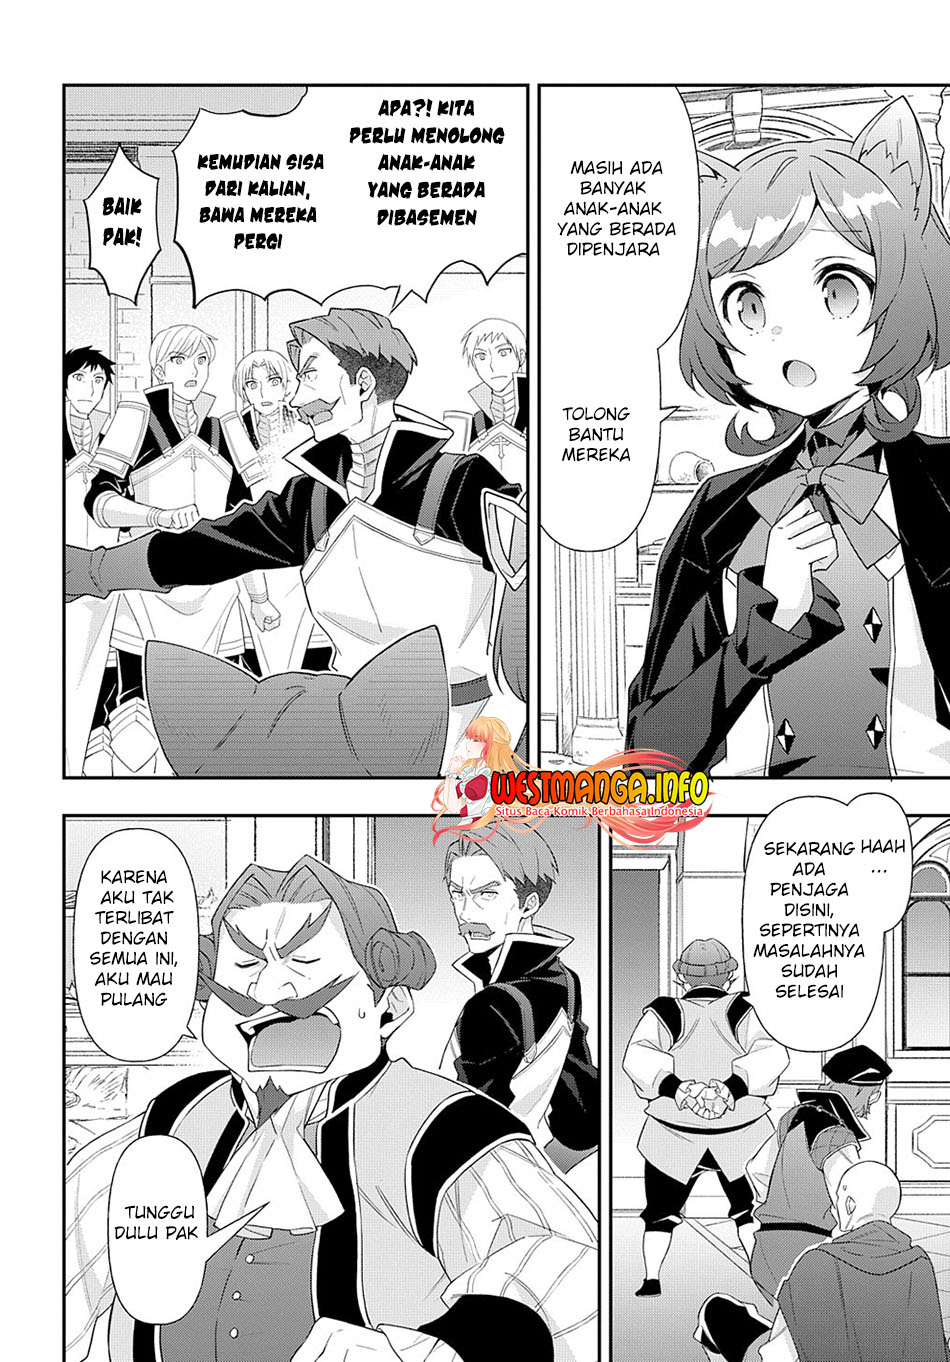 MASIH ADA
BANYAK
ANAK-ANAK
YANG BERADA
DIPENJARA
TOLONG
BANTU
MEREKA
APA?! KITA
PERLU MENOLONG
ANAK-ANAK
YANG BERADA
DIBASEMEN
KEMUDIAN SISA
DARI KALIAN,
BAWA MEREKA
PERGI
BAIK
PAK!
WESTMANGA.INFO
Situs Baca Komik Berbahasa Indonesia
HAAH
...
SEKARANG
ADA
PENJAGA
DISINI,
SEPERTINYA
MASALAHNYA
SUDAH
SELESAI
KARENA
AKU TAK
TERLIBAT
DENGAN
SEMUA INI,
AKU MAU
PULANG
TUNGGU
DULU PAK